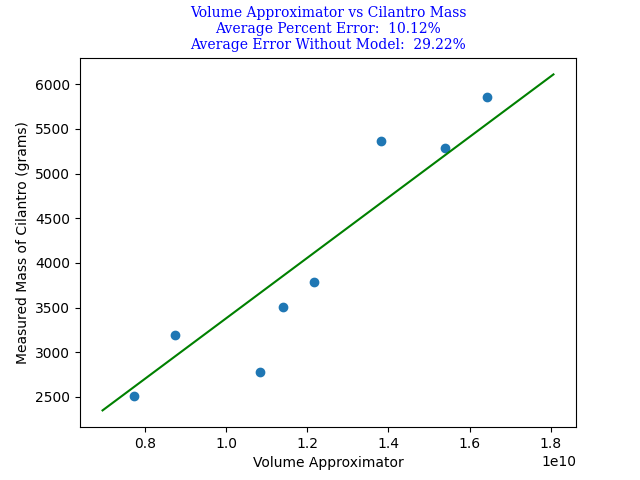 Volume Approximator vs Cilantro Mass
Average Percent Error:  10.12%
Average Error Without Model:  29.22%
Measured Mass of Cilantro (grams)
6000
5500
5000
4500
4000
3500
3000
2500
0.8
1.0
1.2
1.4
1.6
1.8
1e10
Volume Approximator